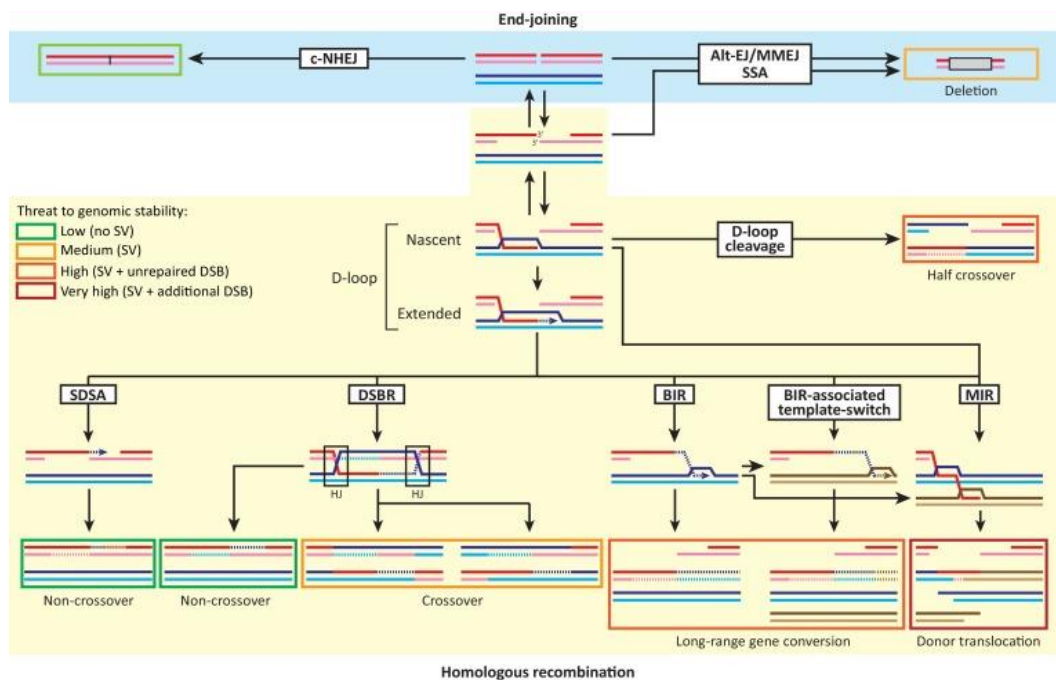 End-joining
c-NHEJ
Alt-EJ/MMEJ
SSA
Deletion
3'
5'
Threat to genomic stability:
Low (no SV)
Medium (SV)
High (SV + unrepaired DSB)
Very high (SV + additional DSB)
D-loop
Nascent
Extended
D-loop
cleavage
Half crossover
SDSA
DSBR
BIR
BIR-associated
template-switch
MIR
HJ
HJ
Non-crossover
Non-crossover
Crossover
Long-range gene conversion
Donor translocation
Homologous recombination